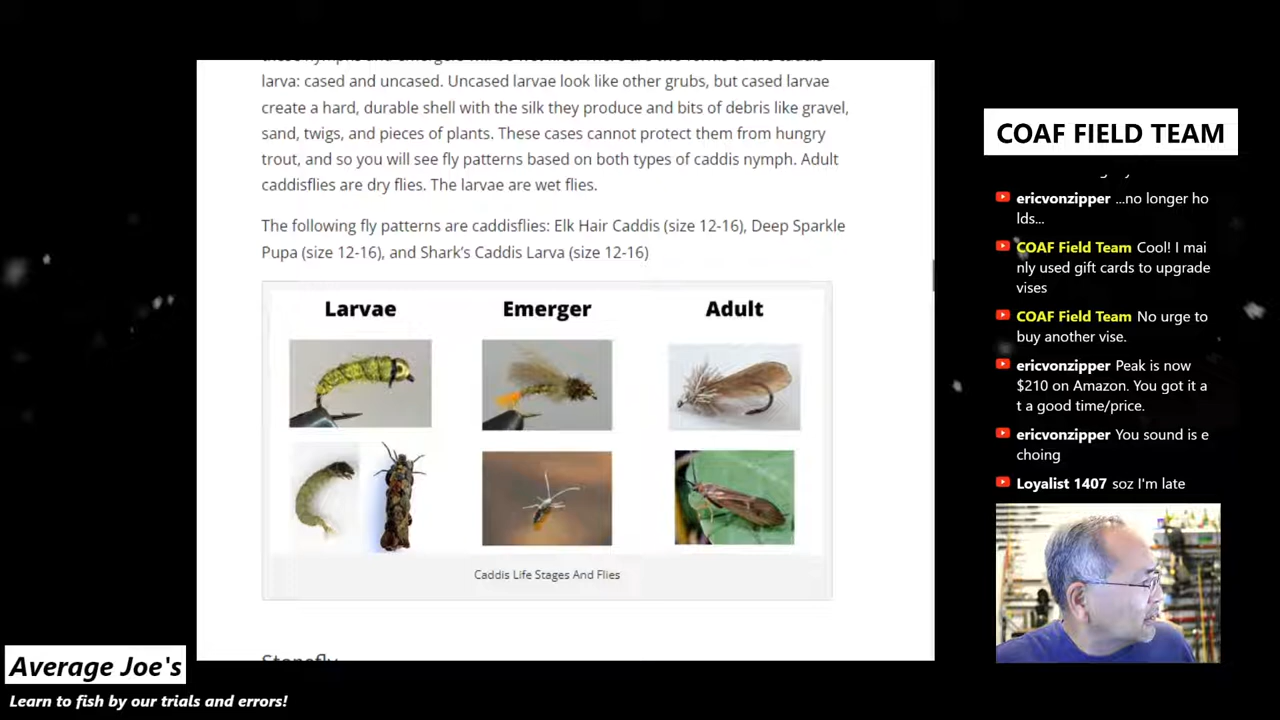 larva: cased and uncased. Uncased larvae look like other grubs, but cased larvae
create a hard, durable shell with the silk they produce and bits of debris like gravel,
sand, twigs, and pieces of plants. These cases cannot protect them from hungry
trout, and so you will see fly patterns based on both types of caddis nymph. Adult
caddisflies are dry flies. The larvae are wet flies.
The following fly patterns are caddisflies: Elk Hair Caddis (size 12-16), Deep Sparkle
Pupa (size 12-16), and Shark's Caddis Larva (size 12-16)
Larvae Emerger Adult
Caddis Life Stages And Flies
COAF FIELD TEAM
ericvonzipper ...no longer ho
lds...
COAF Field Team Cool! I mai
nly used gift cards to upgrade
vises
COAF Field Team No urge to
buy another vise.
ericvonzipper Peak is now
$210 on Amazon. You got it a
t a good time/price.
ericvonzipper You sound is e
choing
Loyalist 1407 soz I'm late
Average Joe's
Learn to fish by our trials and errors!